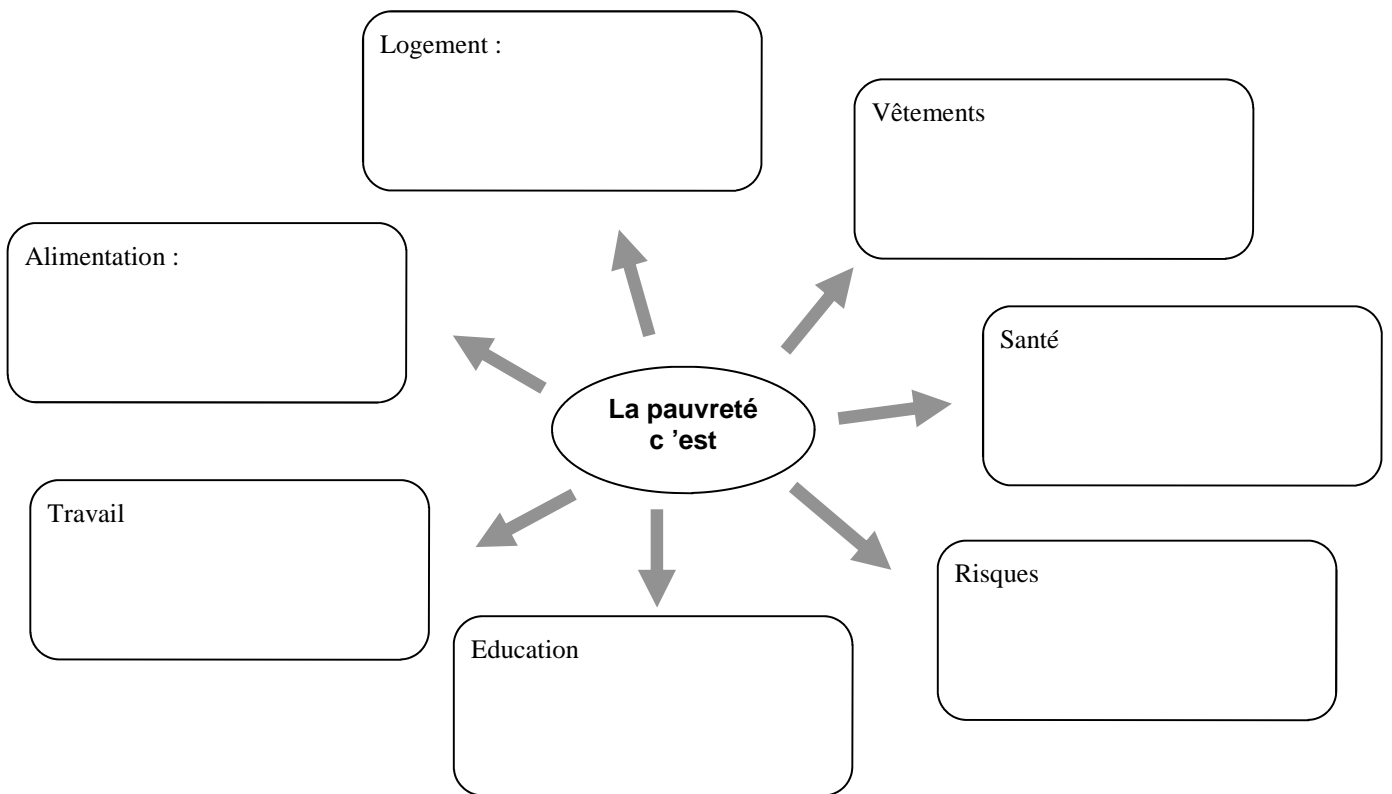 Logement :
Vêtements
Alimentation :
Santé
La pauvreté
c ’est
Travail
Risques
Education